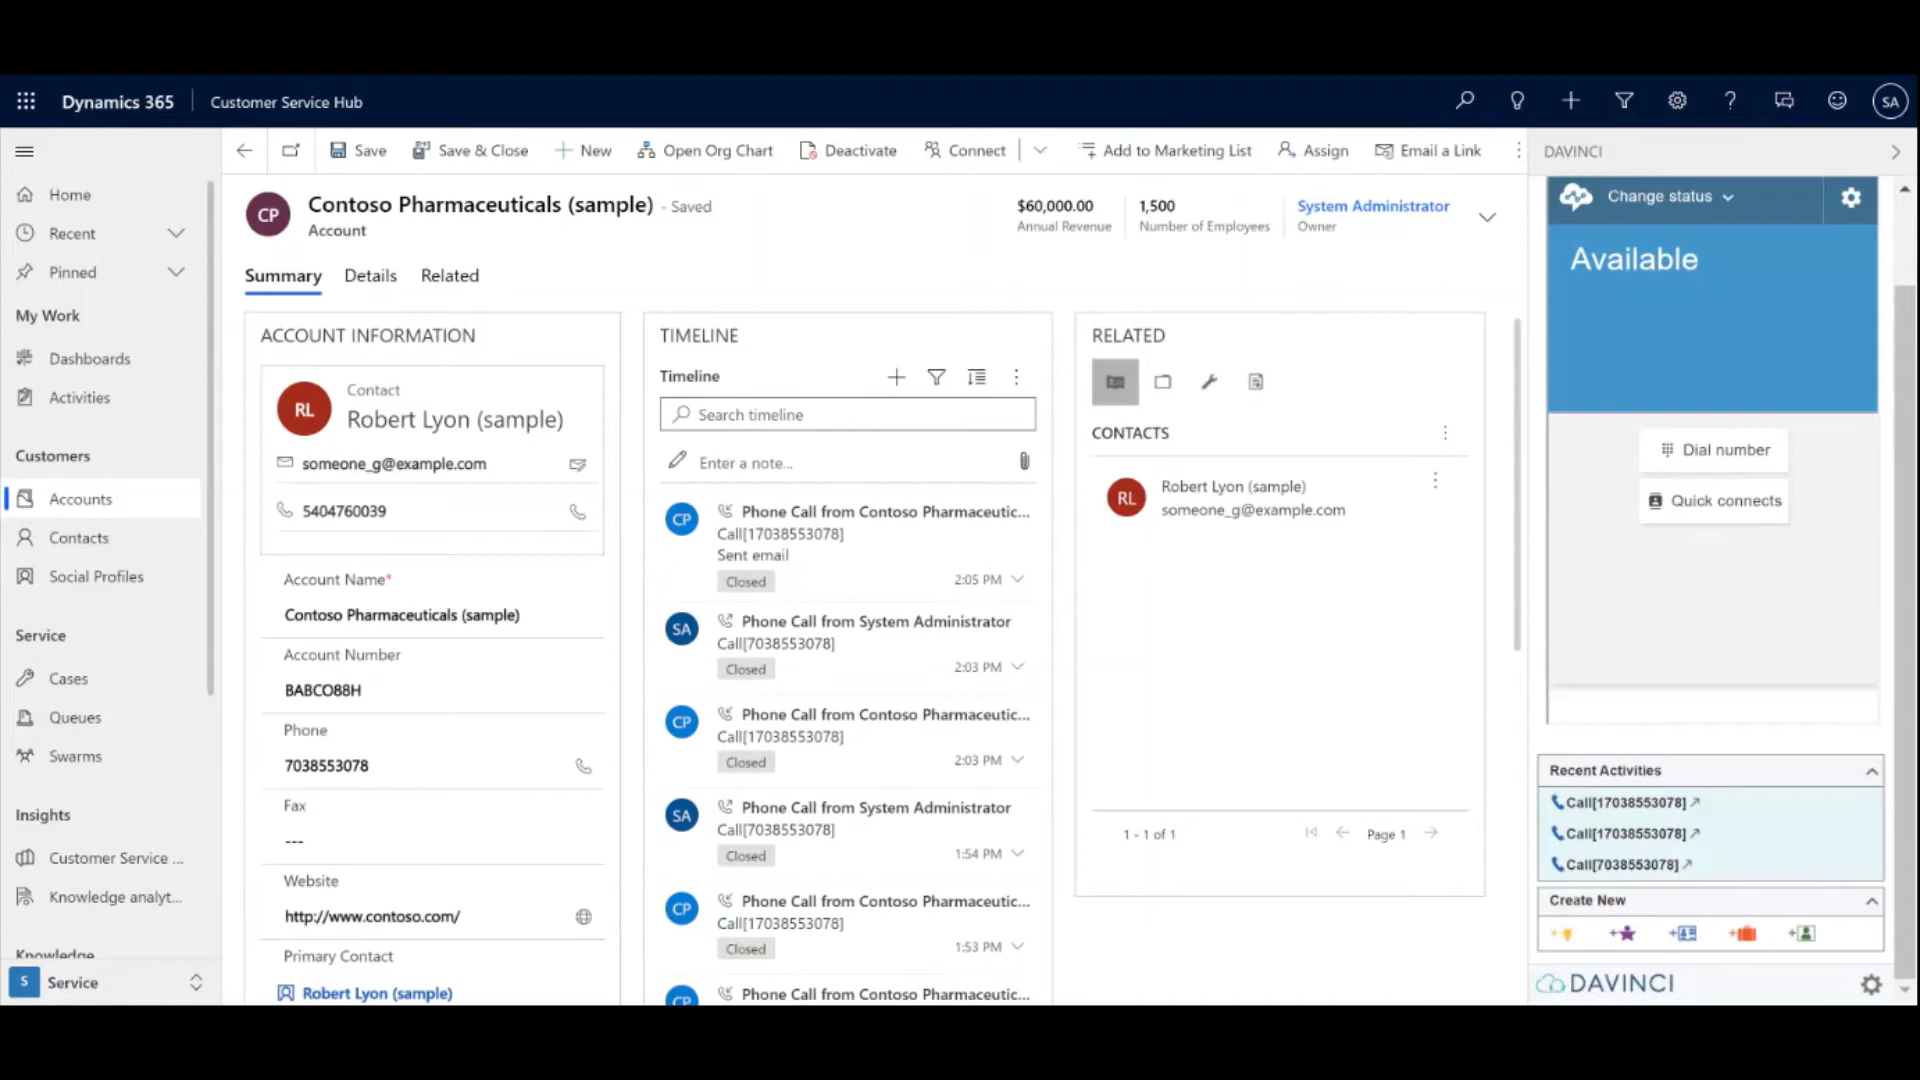 Dynamics 365
Customer Service Hub
SA
Save
Save & Close
New
Open Org Chart
Deactivate
Connect
Add to Marketing List
Assign
Email a Link
DAVINCI
Home
Recent
Pinned
My Work
Dashboards
Activities
Customers
Accounts
Contacts
Social Profiles
Service
Cases
Queues
Swarms
Insights
Customer Service ...
Knowledge analyt...
Knowledge
S
Service
CP
Contoso Pharmaceuticals (sample) - Saved
Account
$60,000.00
Annual Revenue
1,500
Number of Employees
System Administrator
Owner
Summary
Details
Related
ACCOUNT INFORMATION
RL
Contact
Robert Lyon (sample)
someone_g@example.com
5404760039
Account Name*
Contoso Pharmaceuticals (sample)
Account Number
BABCO88H
Phone
7038553078
Fax
---
Website
http://www.contoso.com/
Primary Contact
Robert Lyon (sample)
TIMELINE
Timeline
Search timeline
Enter a note...
CP
Phone Call from Contoso Pharmaceutic...
Call[17038553078]
Sent email
Closed
2:05 PM
SA
Phone Call from System Administrator
Call[7038553078]
Closed
2:03 PM
CP
Phone Call from Contoso Pharmaceutic...
Call[17038553078]
Closed
2:03 PM
SA
Phone Call from System Administrator
Call[7038553078]
Closed
1:54 PM
CP
Phone Call from Contoso Pharmaceutic...
Call[17038553078]
Closed
1:53 PM
CP
Phone Call from Contoso Pharmaceutic...
RELATED
CONTACTS
RL
Robert Lyon (sample)
someone_g@example.com
1 - 1 of 1
Page 1
Change status
Available
Dial number
Quick connects
Recent Activities
Call[17038553078]
Call[17038553078]
Call[7038553078]
Create New
DAVINCI